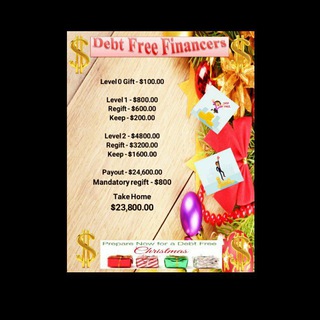 Debt Free Financers
Level 0 Gift - $100.00
Level 1 - $800.00
Regift - $600.00
Keep - $200.00
Level 2 - $4800.00
Regift - $3200.00
Keep - $1600.00
Payout - $24,600.00
Mandatory regift - $800
Take Home
$23,800.00
Prepare Now for a Debt Free
Christmas